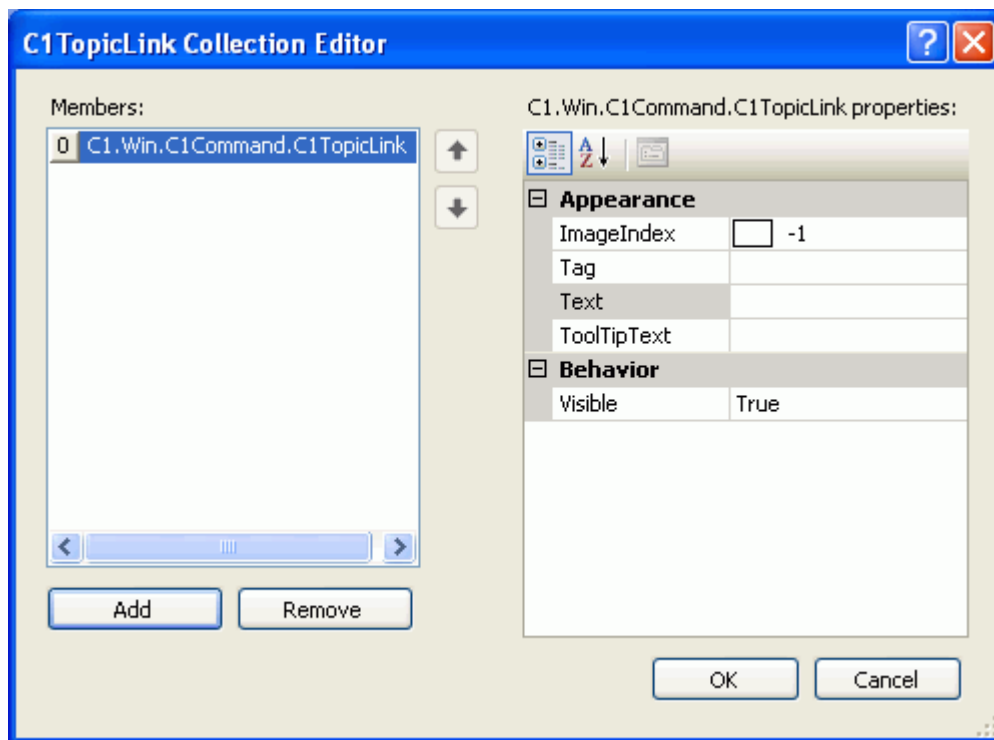 C1TopicLink Collection Editor
Members:
0 C1.Win.C1Command.C1TopicLink
Add
Remove
C1.Win.C1Command.C1TopicLink properties:
A
Z
Appearance
ImageIndex -1
Tag
Text
ToolTipText
Behavior
Visible True
OK
Cancel